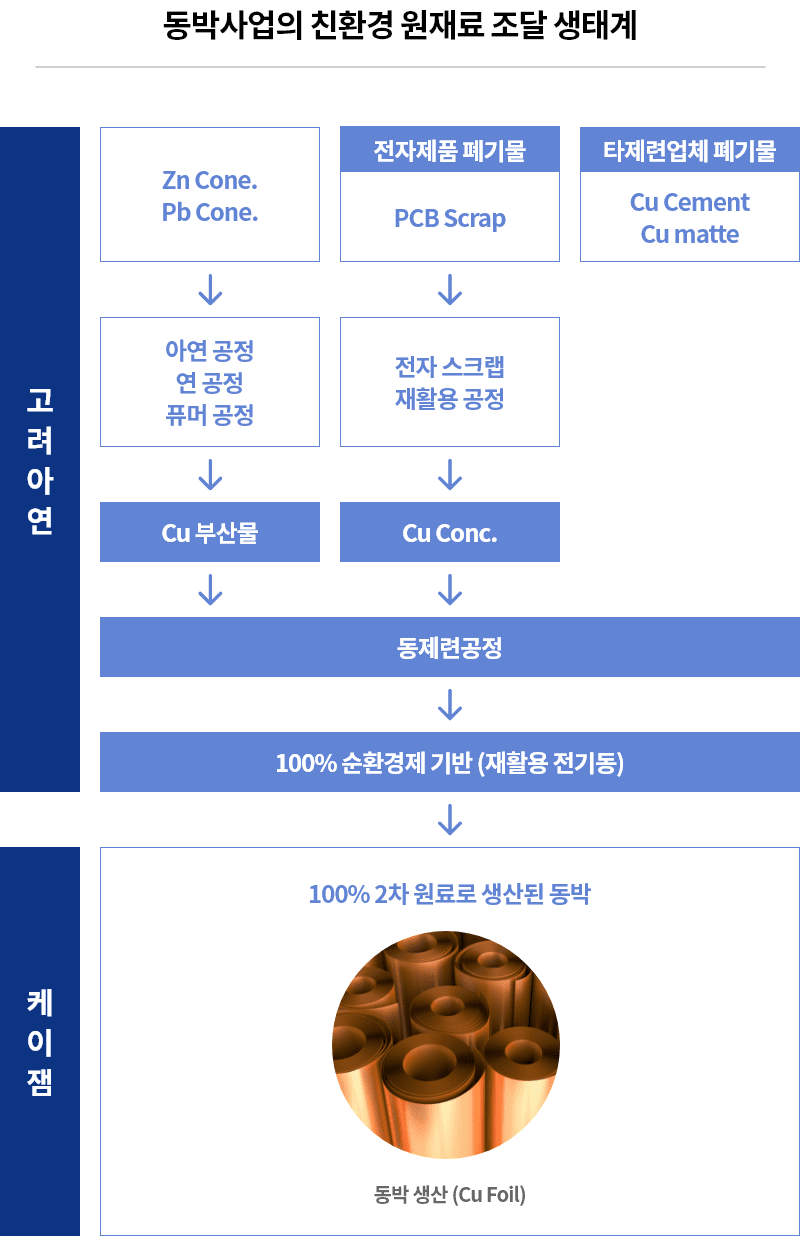 동박사업의 친환경 원재료 조달 생태계
고려아연
Zn Cone.
Pb Cone.
전자제품 폐기물
PCB Scrap
타제련업체 폐기물
Cu Cement
Cu matte
아연 공정
연 공정
퓨머 공정
전자 스크랩
재활용 공정
Cu 부산물
Cu Conc.
동제련공정
100% 순환경제 기반 (재활용 전기동)
케이잼
100% 2차 원료로 생산된 동박
동박 생산 (Cu Foil)